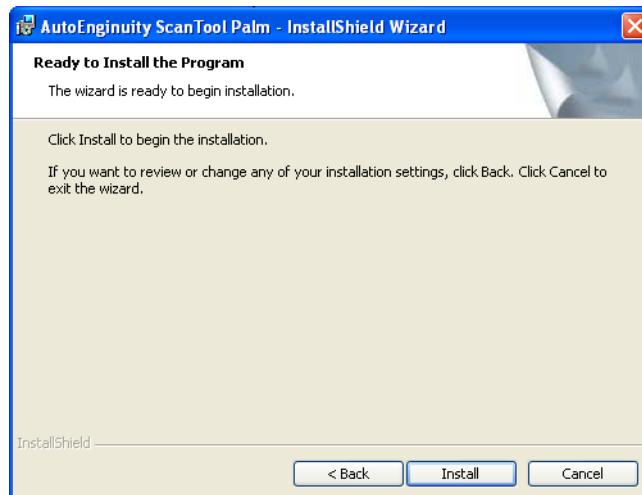 AutoEnginuity ScanTool Palm - InstallShield Wizard
Ready to Install the Program
The wizard is ready to begin installation.
Click Install to begin the installation.
If you want to review or change any of your installation settings, click Back. Click Cancel to
exit the wizard.
InstallShield
< Back Install Cancel